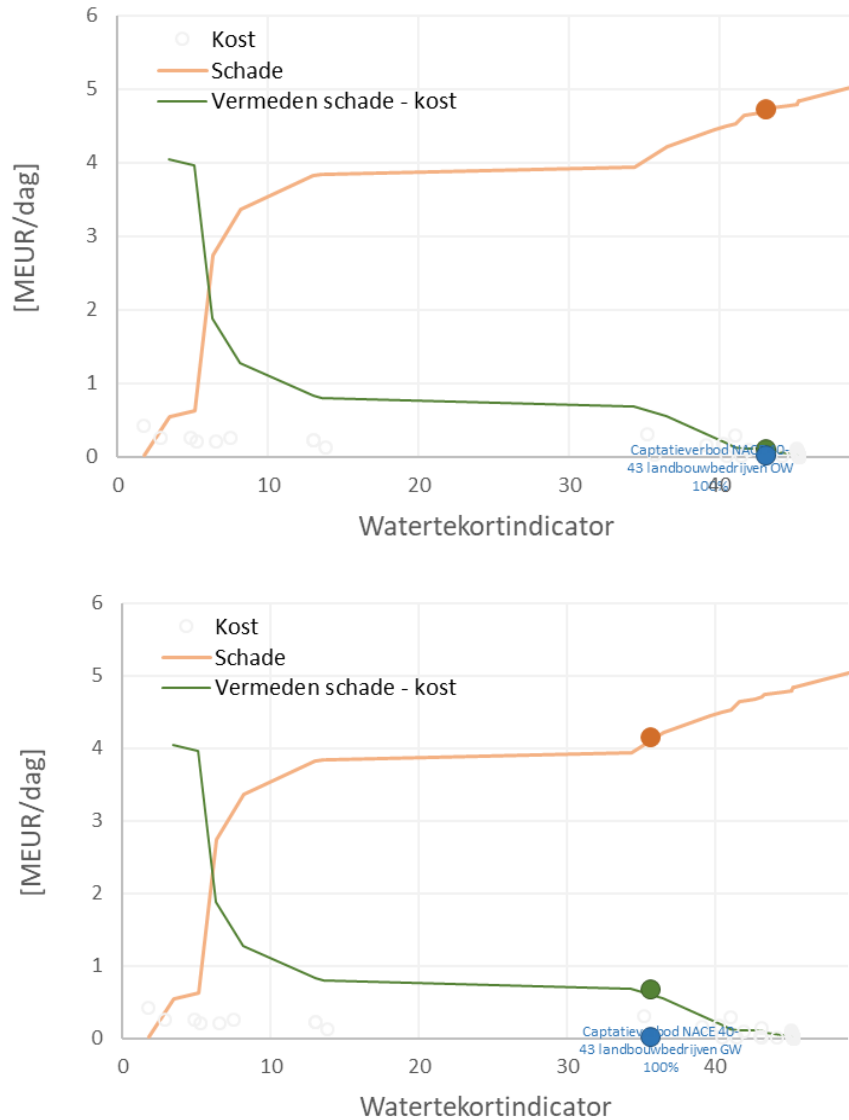 6
Kost
Schade
5
Vermeden schade - kost
4
[MEUR/dag]
3
2
1
0
Captatieverbod NACE 40-
43 landbouwbedrijven OW
100%
0
10
20
30
40
Watertekortindicator
6
Kost
Schade
5
Vermeden schade - kost
4
[MEUR/dag]
3
2
1
0
Captatieverbod NACE 40-
43 landbouwbedrijven GW
100%
0
10
20
30
40
Watertekortindicator